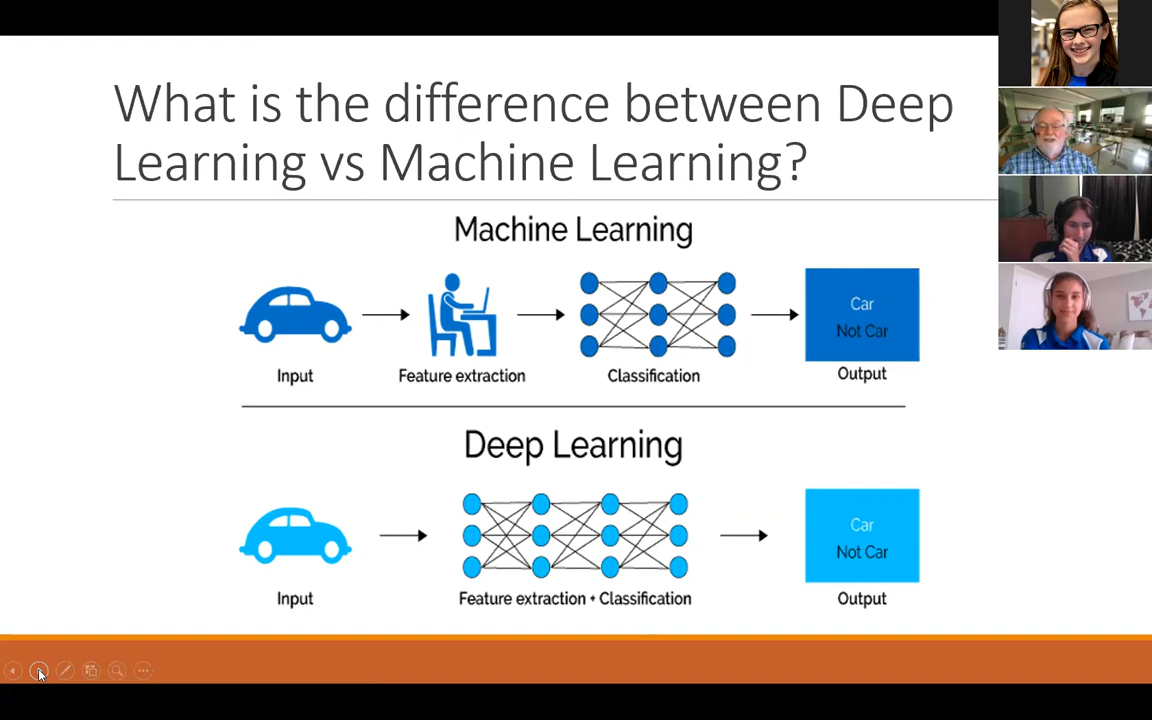 What is the difference between Deep
Learning vs Machine Learning?
Machine Learning
Input
Feature extraction
Classification
Car
Not Car
Output
Deep Learning
Input
Feature extraction + Classification
Car
Not Car
Output